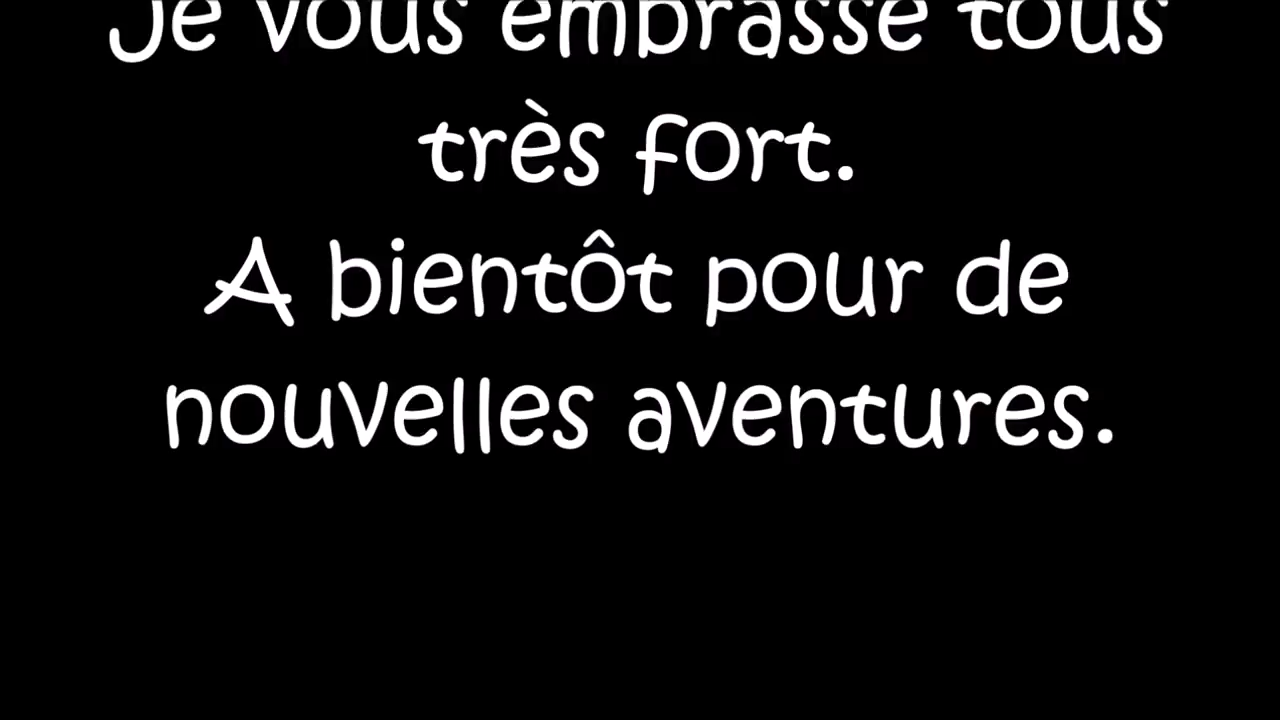 Je vous embrasse tous
très fort.
A bientôt pour de
nouvelles aventures.